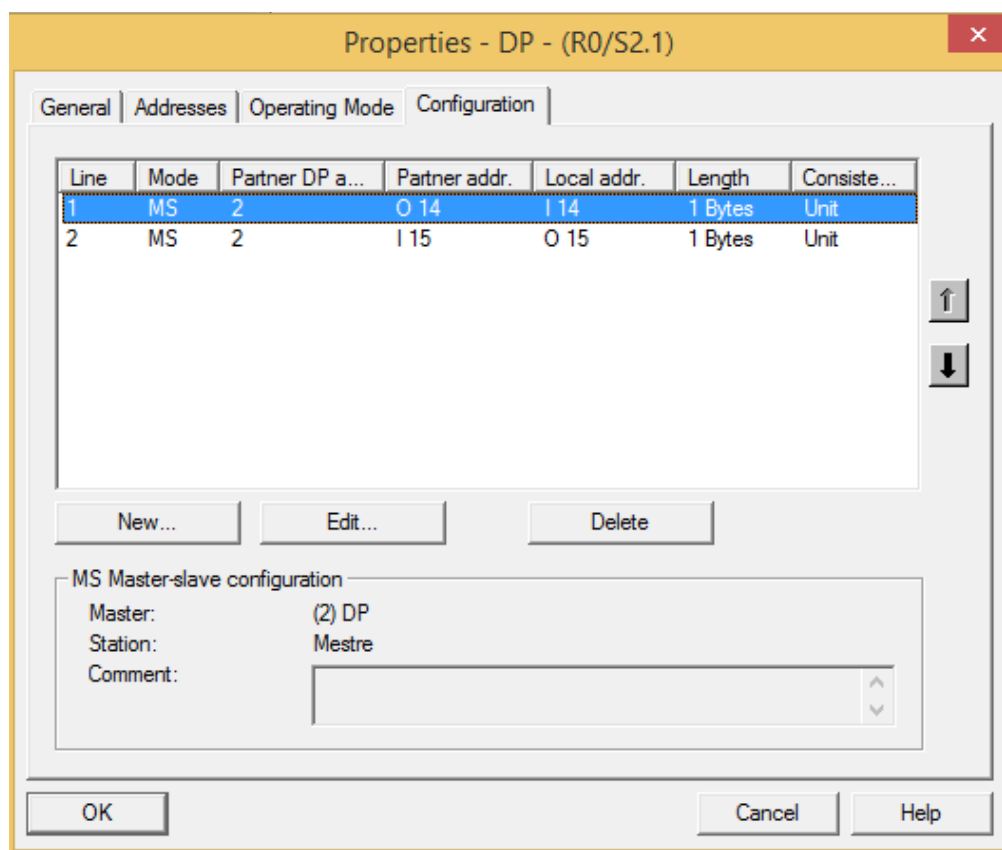 Properties - DP - (R0/S2.1)
General Addresses Operating Mode Configuration
Line Mode Partner DP a... Partner addr. Local addr. Length Consiste...
1 MS 2 O 14 I 14 1 Bytes Unit
2 MS 2 I 15 O 15 1 Bytes Unit
New... Edit... Delete
MS Master-slave configuration
Master: (2) DP
Station: Mestre
Comment:
OK Cancel Help